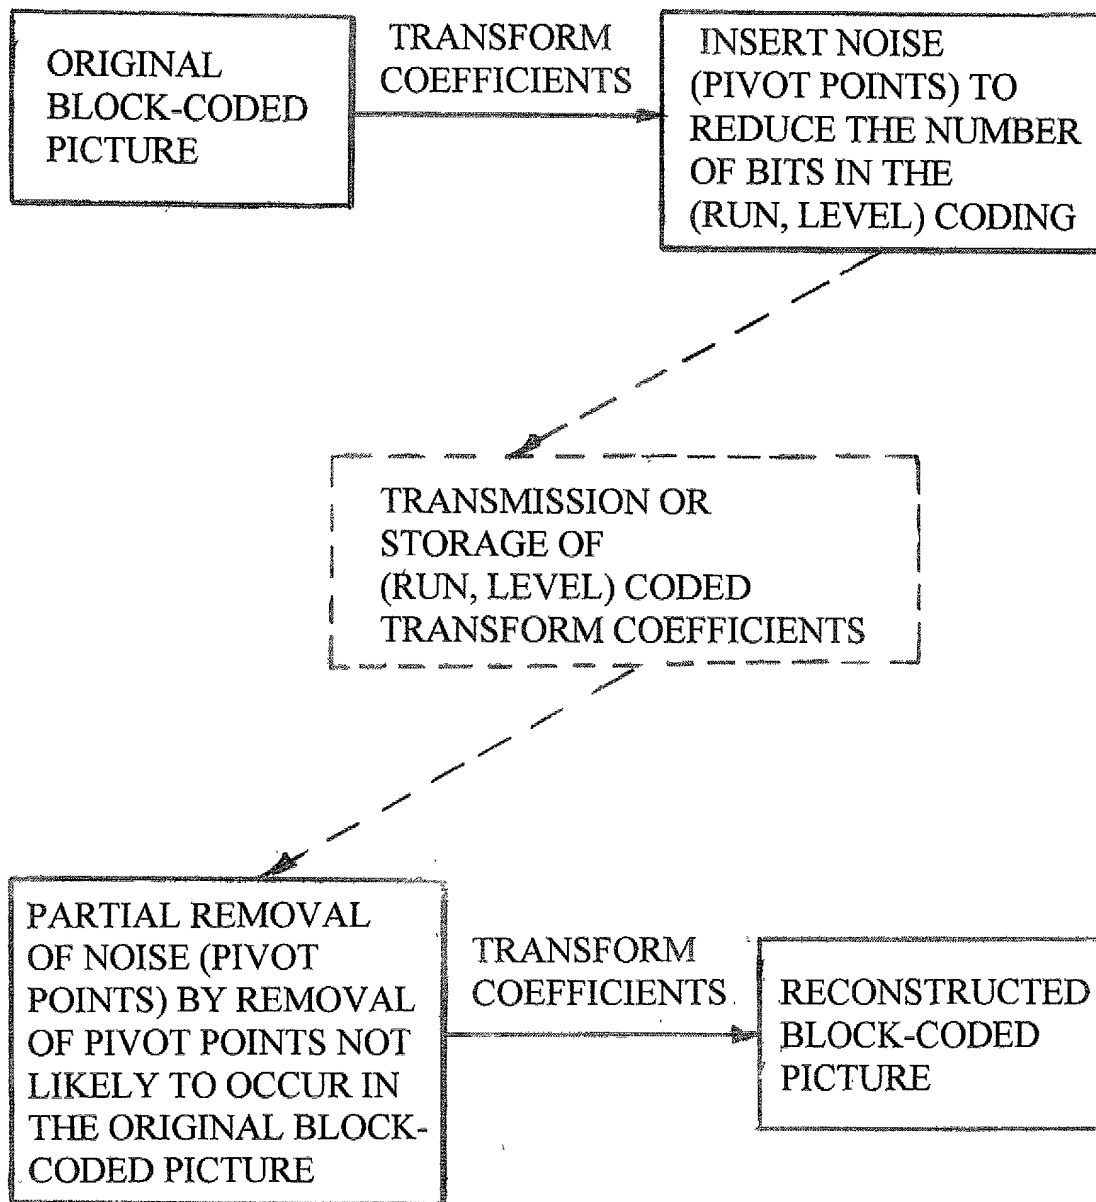 ORIGINAL
BLOCK-CODED
PICTURE
TRANSFORM
COEFFICIENTS
INSERT NOISE
(PIVOT POINTS) TO
REDUCE THE NUMBER
OF BITS IN THE
(RUN, LEVEL) CODING
TRANSMISSION OR
STORAGE OF
(RUN, LEVEL) CODED
TRANSFORM COEFFICIENTS
PARTIAL REMOVAL
OF NOISE (PIVOT
POINTS) BY REMOVAL
OF PIVOT POINTS NOT
LIKELY TO OCCUR IN
THE ORIGINAL BLOCK-
CODED PICTURE
TRANSFORM
COEFFICIENTS
RECONSTRUCTED
BLOCK-CODED
PICTURE